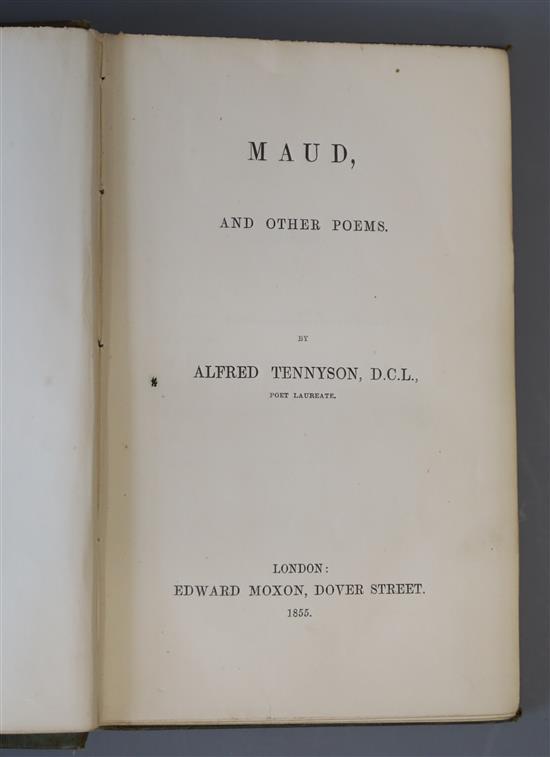 MAUD,
AND OTHER POEMS.
BY
ALFRED TENNYSON, D.C.L.,
POET LAUREATE.
LONDON:
EDWARD MOXON, DOVER STREET.
1855.